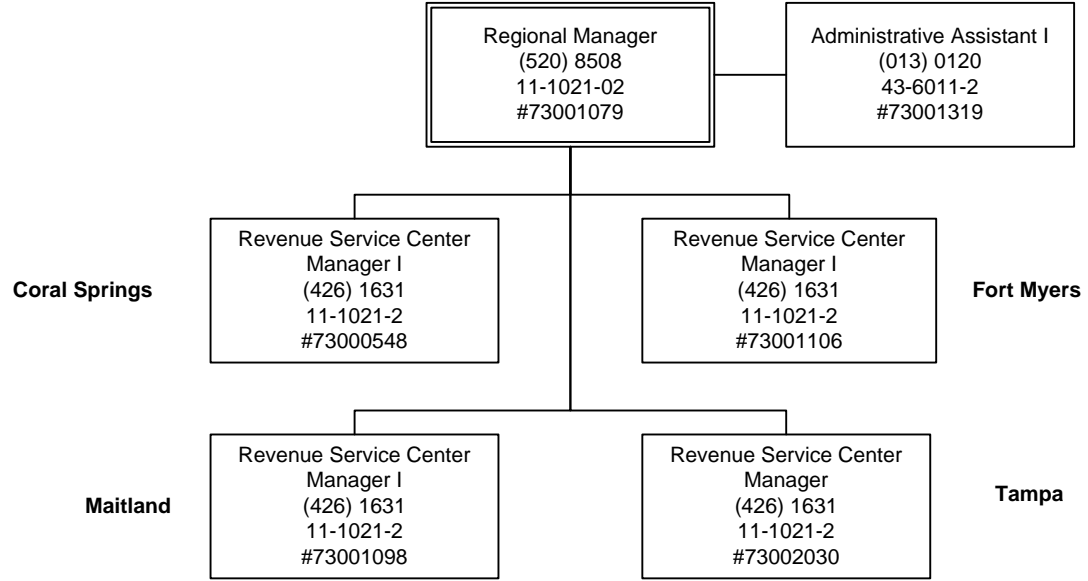 Regional Manager
(520) 8508
11-1021-02
#73001079
Administrative Assistant I
(013) 0120
43-6011-2
#73001319
Coral Springs
Revenue Service Center
Manager I
(426) 1631
11-1021-2
#73000548
Revenue Service Center
Manager I
(426) 1631
11-1021-2
#73001106
Fort Myers
Maitland
Revenue Service Center
Manager I
(426) 1631
11-1021-2
#73001098
Revenue Service Center
Manager
(426) 1631
11-1021-2
#73002030
Tampa